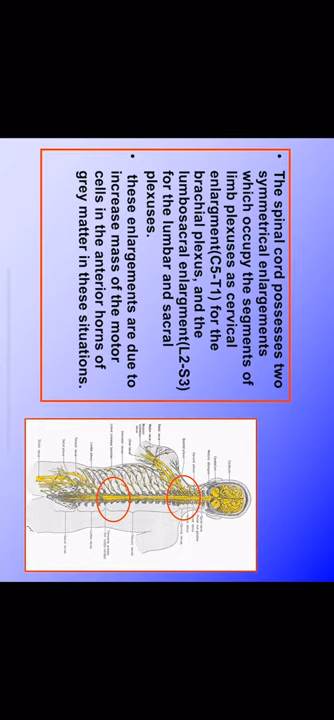 • The spinal cord possesses two
symmetrical enlargements
which occupy the segments of
limb plexuses as cervical
enlargment(C5-T1) for the
brachial plexus, and the
lumbosacral enlargment(L2-S3)
for the lumbar and sacral
plexuses.
• these enlargements are due to
increase mass of the motor
cells in the anterior horns of
grey matter in these situations.